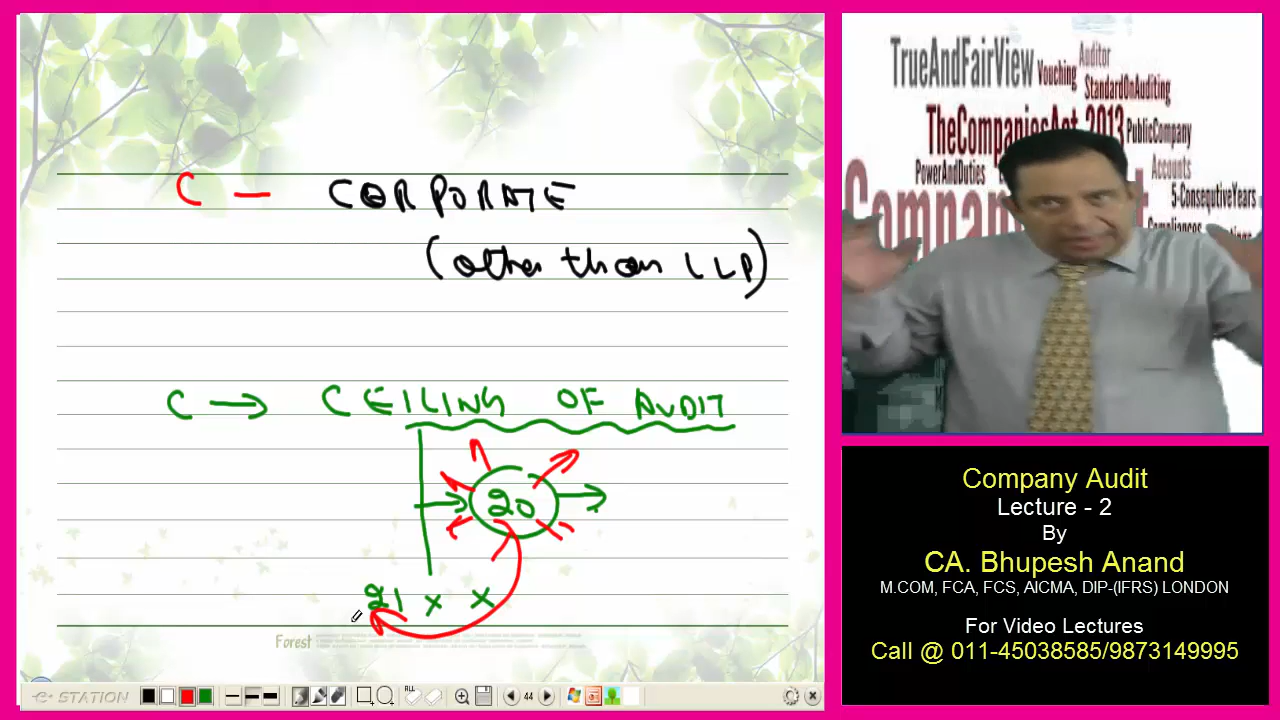 C — CORPORATE
(other than LLP)
C → CEILING OF AUDIT
20
21 x x
Forest
e-STATION
ALL
44
TrueAndFairView
Auditor
Vouching
StandardOnAuditing
TheCompaniesAct 2013
PublicCompany
PowerAndDuties
Accounts
5-ConsequtiveYears
Company Audit
Lecture - 2
By
CA. Bhupesh Anand
M.COM, FCA, FCS, AICMA, DIP-(IFRS) LONDON
For Video Lectures
Call @ 011-45038585/9873149995